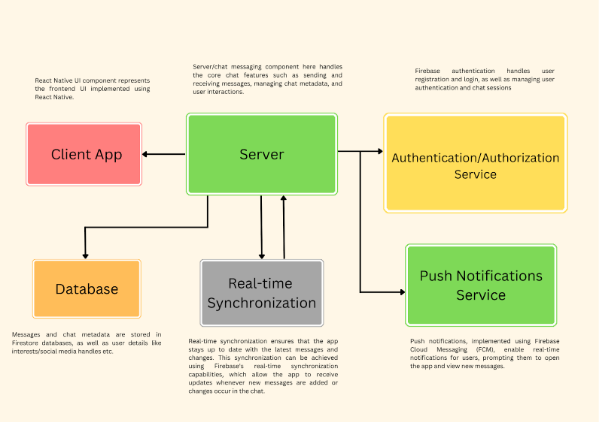 React Native UI component represents
the frontend UI implemented using
React Native.
Server/chat messaging component here handles
the core chat features such as sending and
receiving messages, managing chat metadata, and
user interactions.
Firebase authentication handles user
registration and login, as well as managing user
authentication and chat sessions
Client App
Server
Authentication/Authorization
Service
Database
Real-time
Synchronization
Push Notifications
Service
Messages and chat metadata are stored in
Firestore databases, as well as user details like
interests/social media handles etc.
Real-time synchronization ensures that the app
stays up to date with the latest messages and
changes. This synchronization can be achieved
using Firebase's real-time synchronization
capabilities, which allow the app to receive
updates whenever new messages are added or
changes occur in the chat.
Push notifications, implemented using Firebase
Cloud Messaging (FCM), enable real-time
notifications for users, prompting them to open
the app and view new messages.